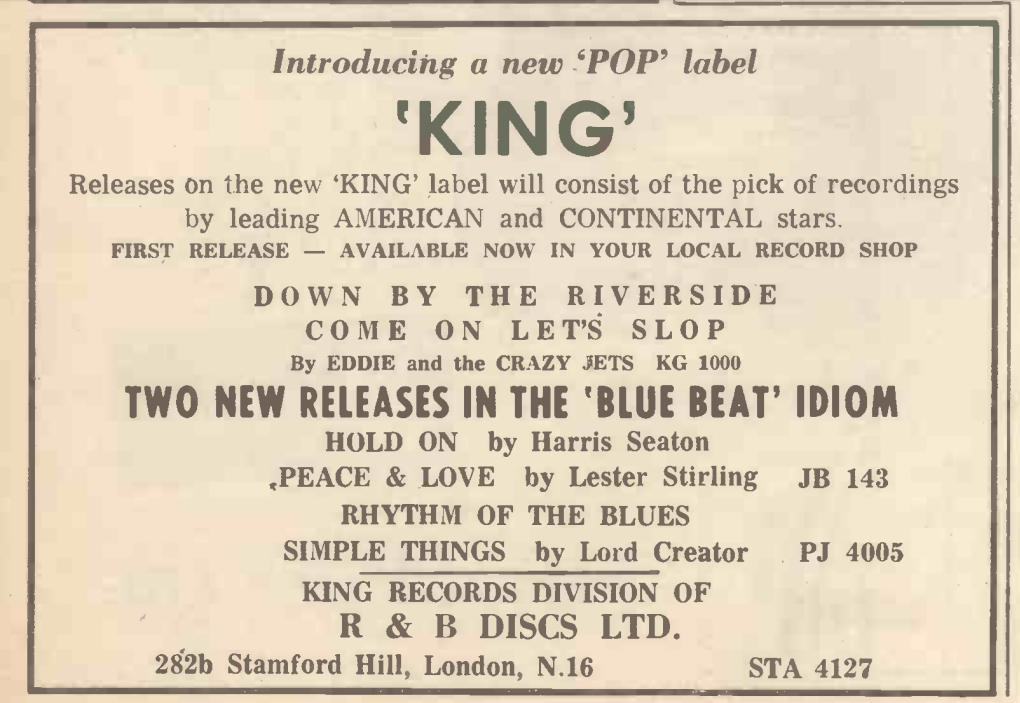 Introducing a new 'POP' label
'KING'
Releases on the new 'KING' label will consist of the pick of recordings
by leading AMERICAN and CONTINENTAL stars.
FIRST RELEASE — AVAILABLE NOW IN YOUR LOCAL RECORD SHOP
DOWN BY THE RIVERSIDE
COME ON LET'S SLOP
By EDDIE and the CRAZY JETS KG 1000
TWO NEW RELEASES IN THE 'BLUE BEAT' IDIOM
HOLD ON by Harris Seaton
PEACE & LOVE by Lester Stirling JB 143
RHYTHM OF THE BLUES
SIMPLE THINGS by Lord Creator PJ 4005
KING RECORDS DIVISION OF
R & B DISCS LTD.
282b Stamford Hill, London, N.16 STA 4127